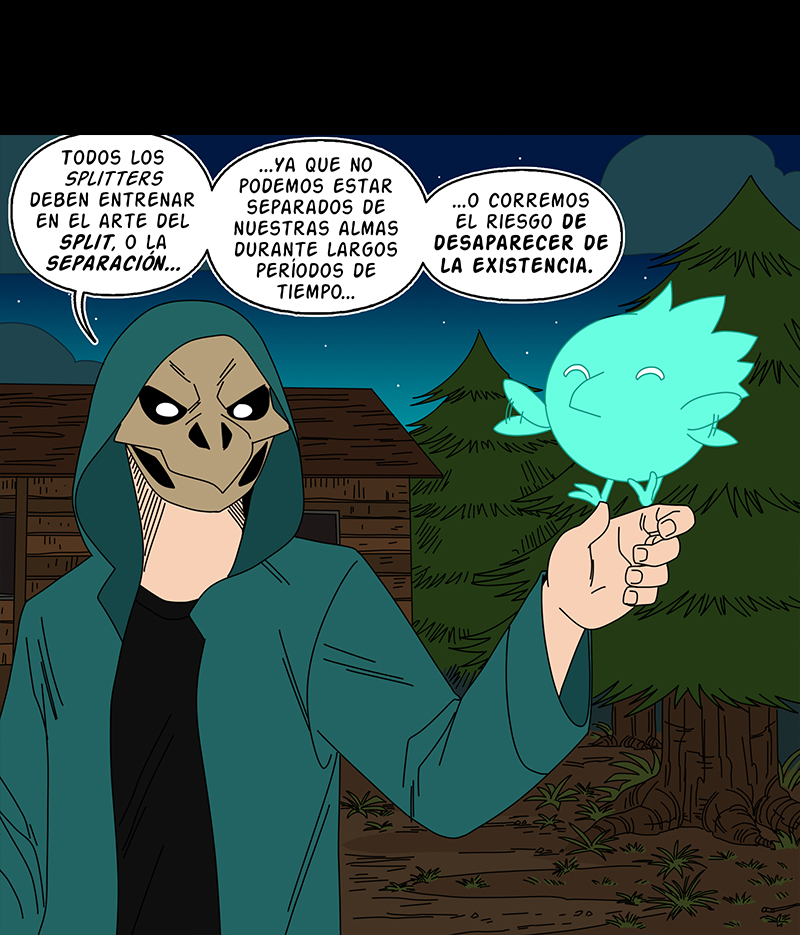 TODOS LOS
SPLITTERS
DEBEN ENTRENAR
EN EL ARTE DEL
SPLIT, O LA
SEPARACIÓN...
...YA QUE NO
PODEMOS ESTAR
SEPARADOS DE
NUESTRAS ALMAS
DURANTE LARGOS
PERÍODOS DE
TIEMPO...
...O CORREMOS
EL RIESGO DE
DESAPARECER DE
LA EXISTENCIA.